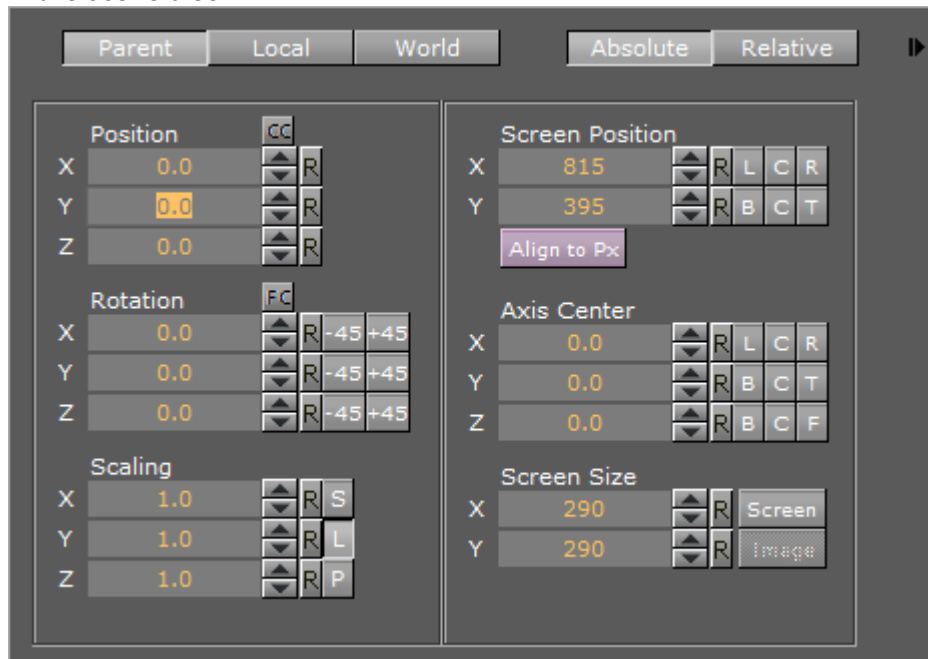 Parent Local World Absolute Relative
Position CC
X 0.0 R
Y 0.0 R
Z 0.0 R
Rotation FC
X 0.0 R -45 +45
Y 0.0 R -45 +45
Z 0.0 R -45 +45
Scaling
X 1.0 R S
Y 1.0 R L
Z 1.0 R P
Screen Position
X 815 R L C R
Y 395 R B C T
Align to Px
Axis Center
X 0.0 R L C R
Y 0.0 R B C T
Z 0.0 R B C F
Screen Size
X 290 R Screen
Y 290 R Image